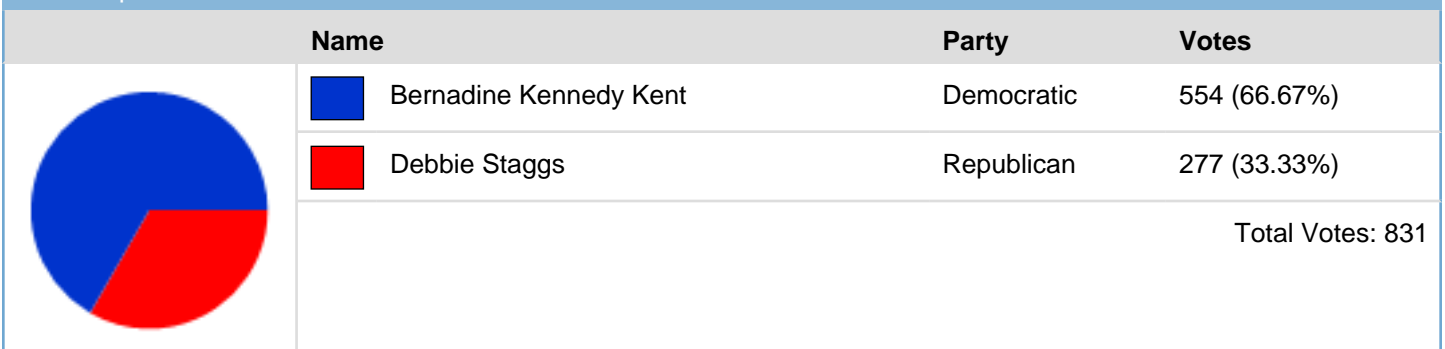 Name Party Votes
Bernadine Kennedy Kent Democratic 554 (66.67%)
Debbie Staggs Republican 277 (33.33%)
Total Votes: 831